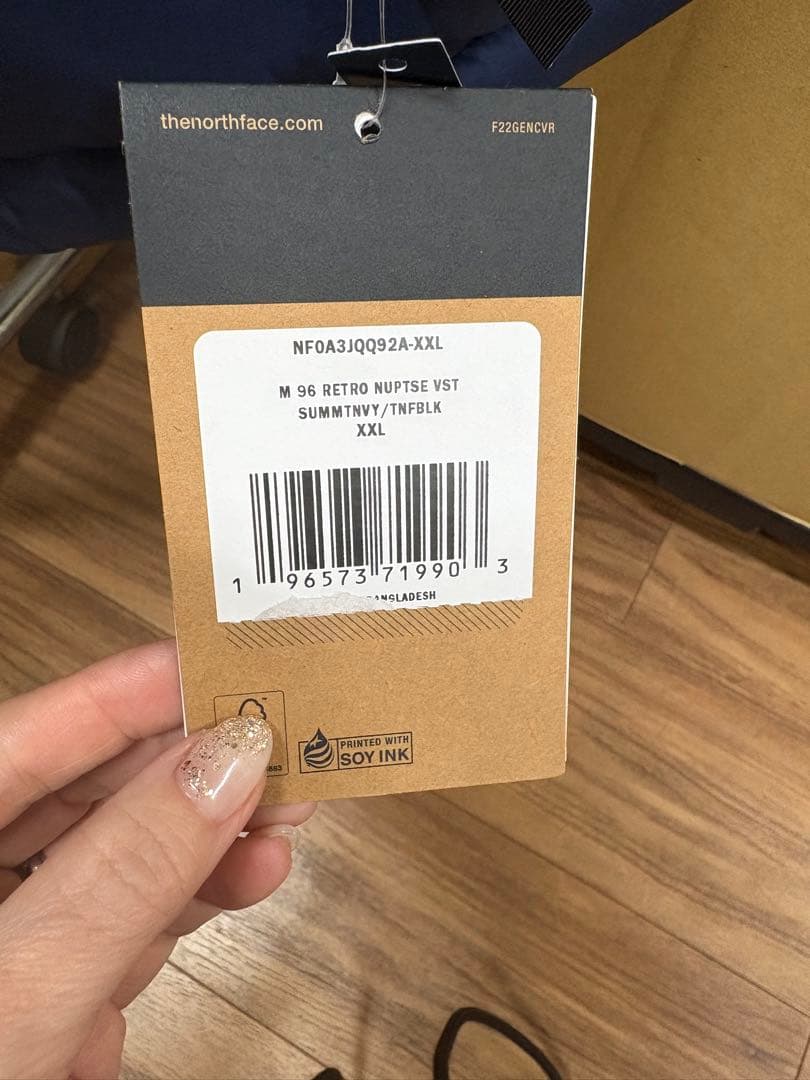 thenorthface.com
F22GENCVR
NF0A3JQQ92A-XXL
M 96 RETRO NUPTSE VST
SUMMTNVY/TNFBLK
XXL
1 96573 71990 3
BANGLADESH
PRINTED WITH
SOY INK